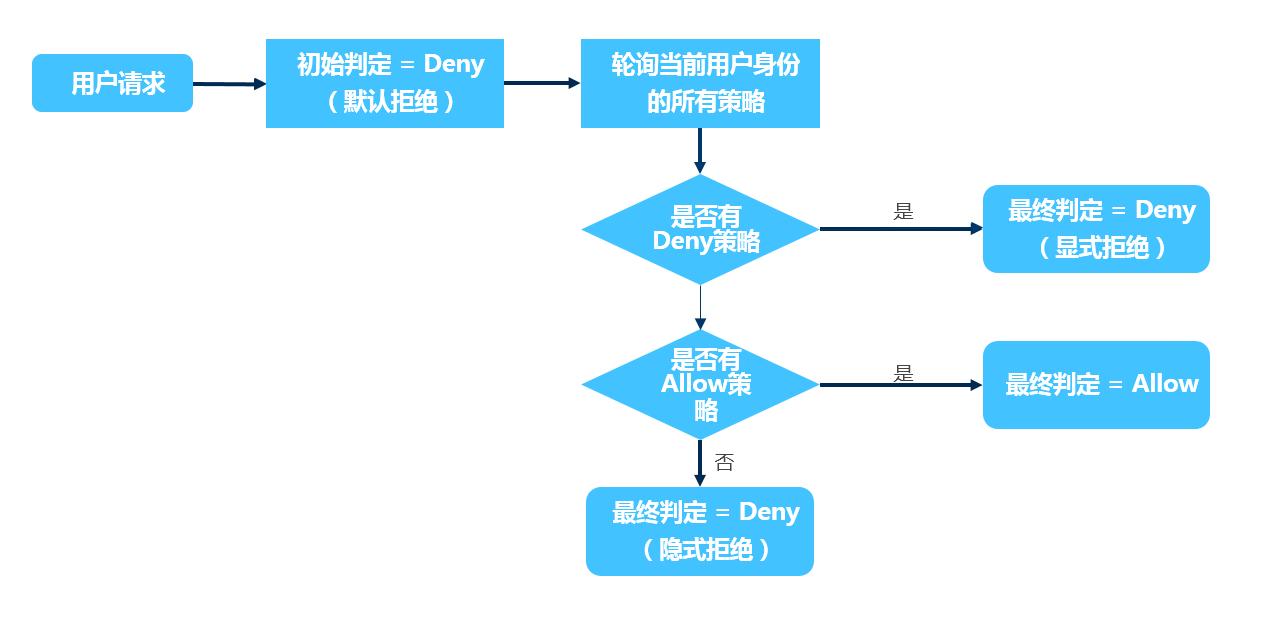 用户请求
初始判定 = Deny
（默认拒绝）
轮询当前用户身份
的所有策略
是否有
Deny策略
是
最终判定 = Deny
（显式拒绝）
是否有
Allow策
略
是
最终判定 = Allow
否
最终判定 = Deny
（隐式拒绝）